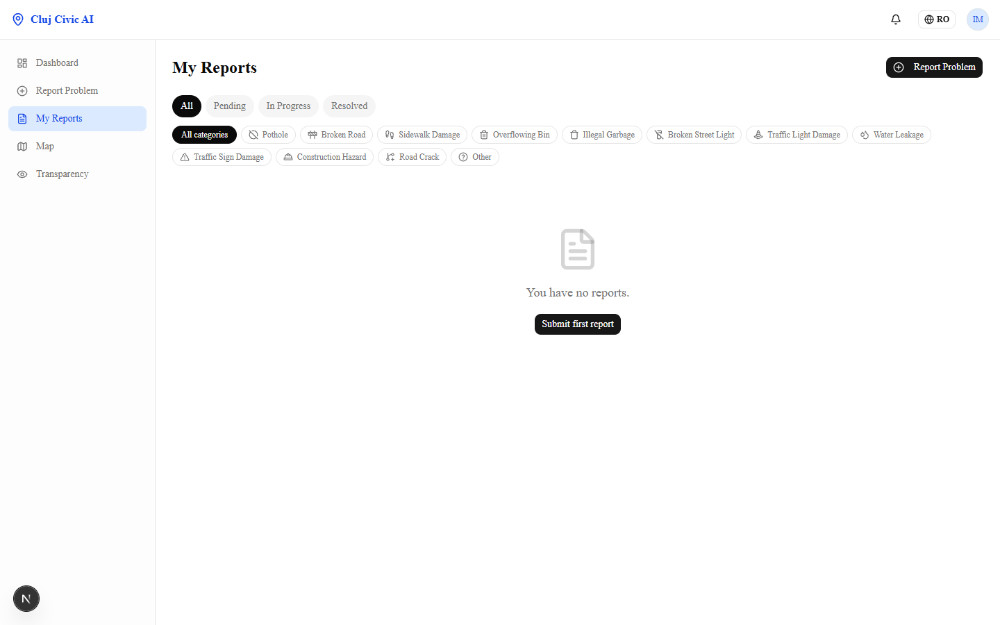 Cluj Civic AI
RO
IM
Dashboard
Report Problem
My Reports
Map
Transparency
My Reports
Report Problem
All
Pending
In Progress
Resolved
All categories
Pothole
Broken Road
Sidewalk Damage
Overflowing Bin
Illegal Garbage
Broken Street Light
Traffic Light Damage
Water Leakage
Traffic Sign Damage
Construction Hazard
Road Crack
Other
You have no reports.
Submit first report
N